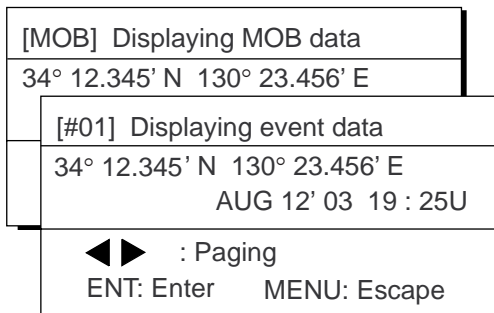 [MOB] Displaying MOB data
34° 12.345' N 130° 23.456' E
[#01] Displaying event data
34° 12.345' N 130° 23.456' E
AUG 12' 03 19 : 25U
◀ ▶ : Paging
ENT: Enter MENU: Escape